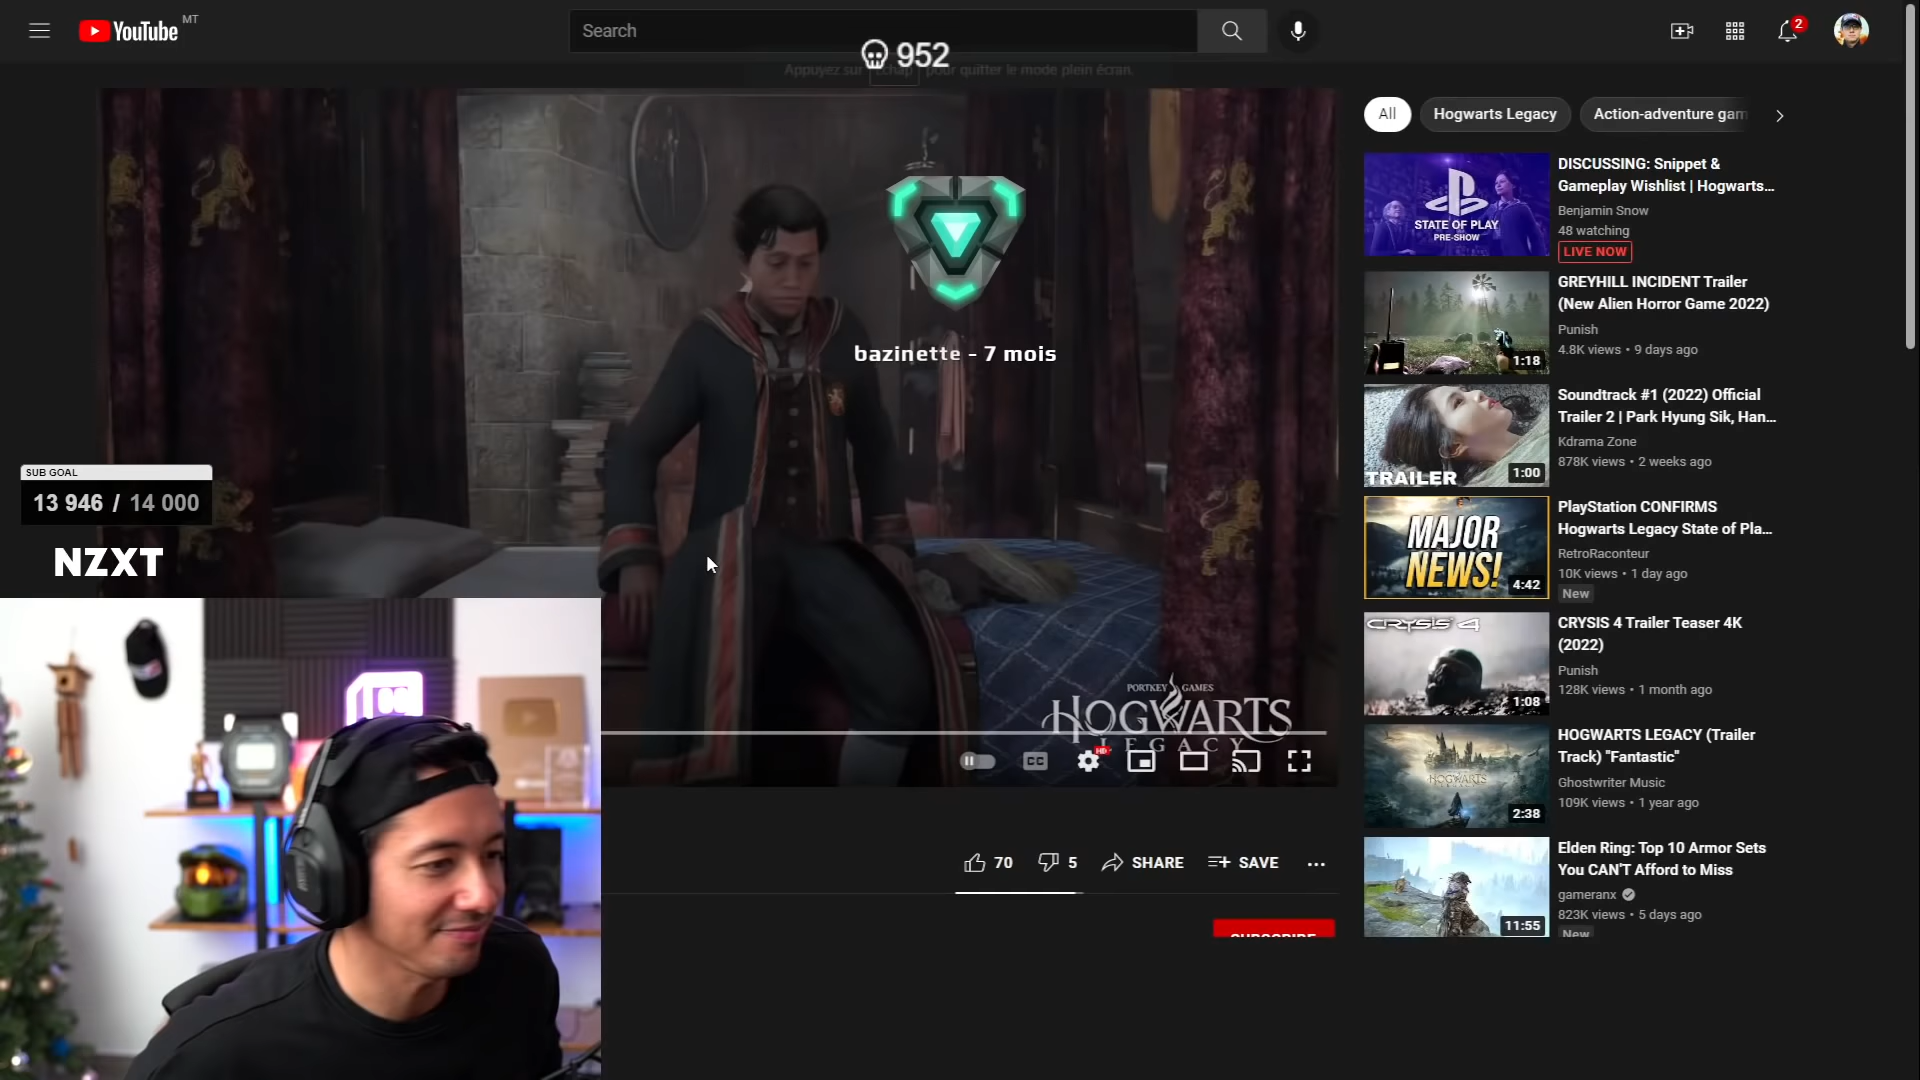 YouTube MT
Search
2
952
Appuyez sur Echap pour quitter le mode plein écran.
bazinette - 7 mois
SUB GOAL
13 946 / 14 000
NZXT
PORTKEY GAMES
HOGWARTS
LEGACY
CC
HD
70
5
SHARE
SAVE
SUBSCRIBE
All
Hogwarts Legacy
Action-adventure gam
STATE OF PLAY
PRE-SHOW
DISCUSSING: Snippet &
Gameplay Wishlist | Hogwarts...
Benjamin Snow
48 watching
LIVE NOW
1:18
GREYHILL INCIDENT Trailer
(New Alien Horror Game 2022)
Punish
4.8K views • 9 days ago
TRAILER
1:00
Soundtrack #1 (2022) Official
Trailer 2 | Park Hyung Sik, Han...
Kdrama Zone
878K views • 2 weeks ago
MAJOR
NEWS!
4:42
PlayStation CONFIRMS
Hogwarts Legacy State of Pla...
RetroRaconteur
10K views • 1 day ago
New
CRYSIS 4
1:08
CRYSIS 4 Trailer Teaser 4K
(2022)
Punish
128K views • 1 month ago
HOGWARTS
2:38
HOGWARTS LEGACY (Trailer
Track) "Fantastic"
Ghostwriter Music
109K views • 1 year ago
11:55
Elden Ring: Top 10 Armor Sets
You CAN'T Afford to Miss
gameranx
823K views • 5 days ago
New